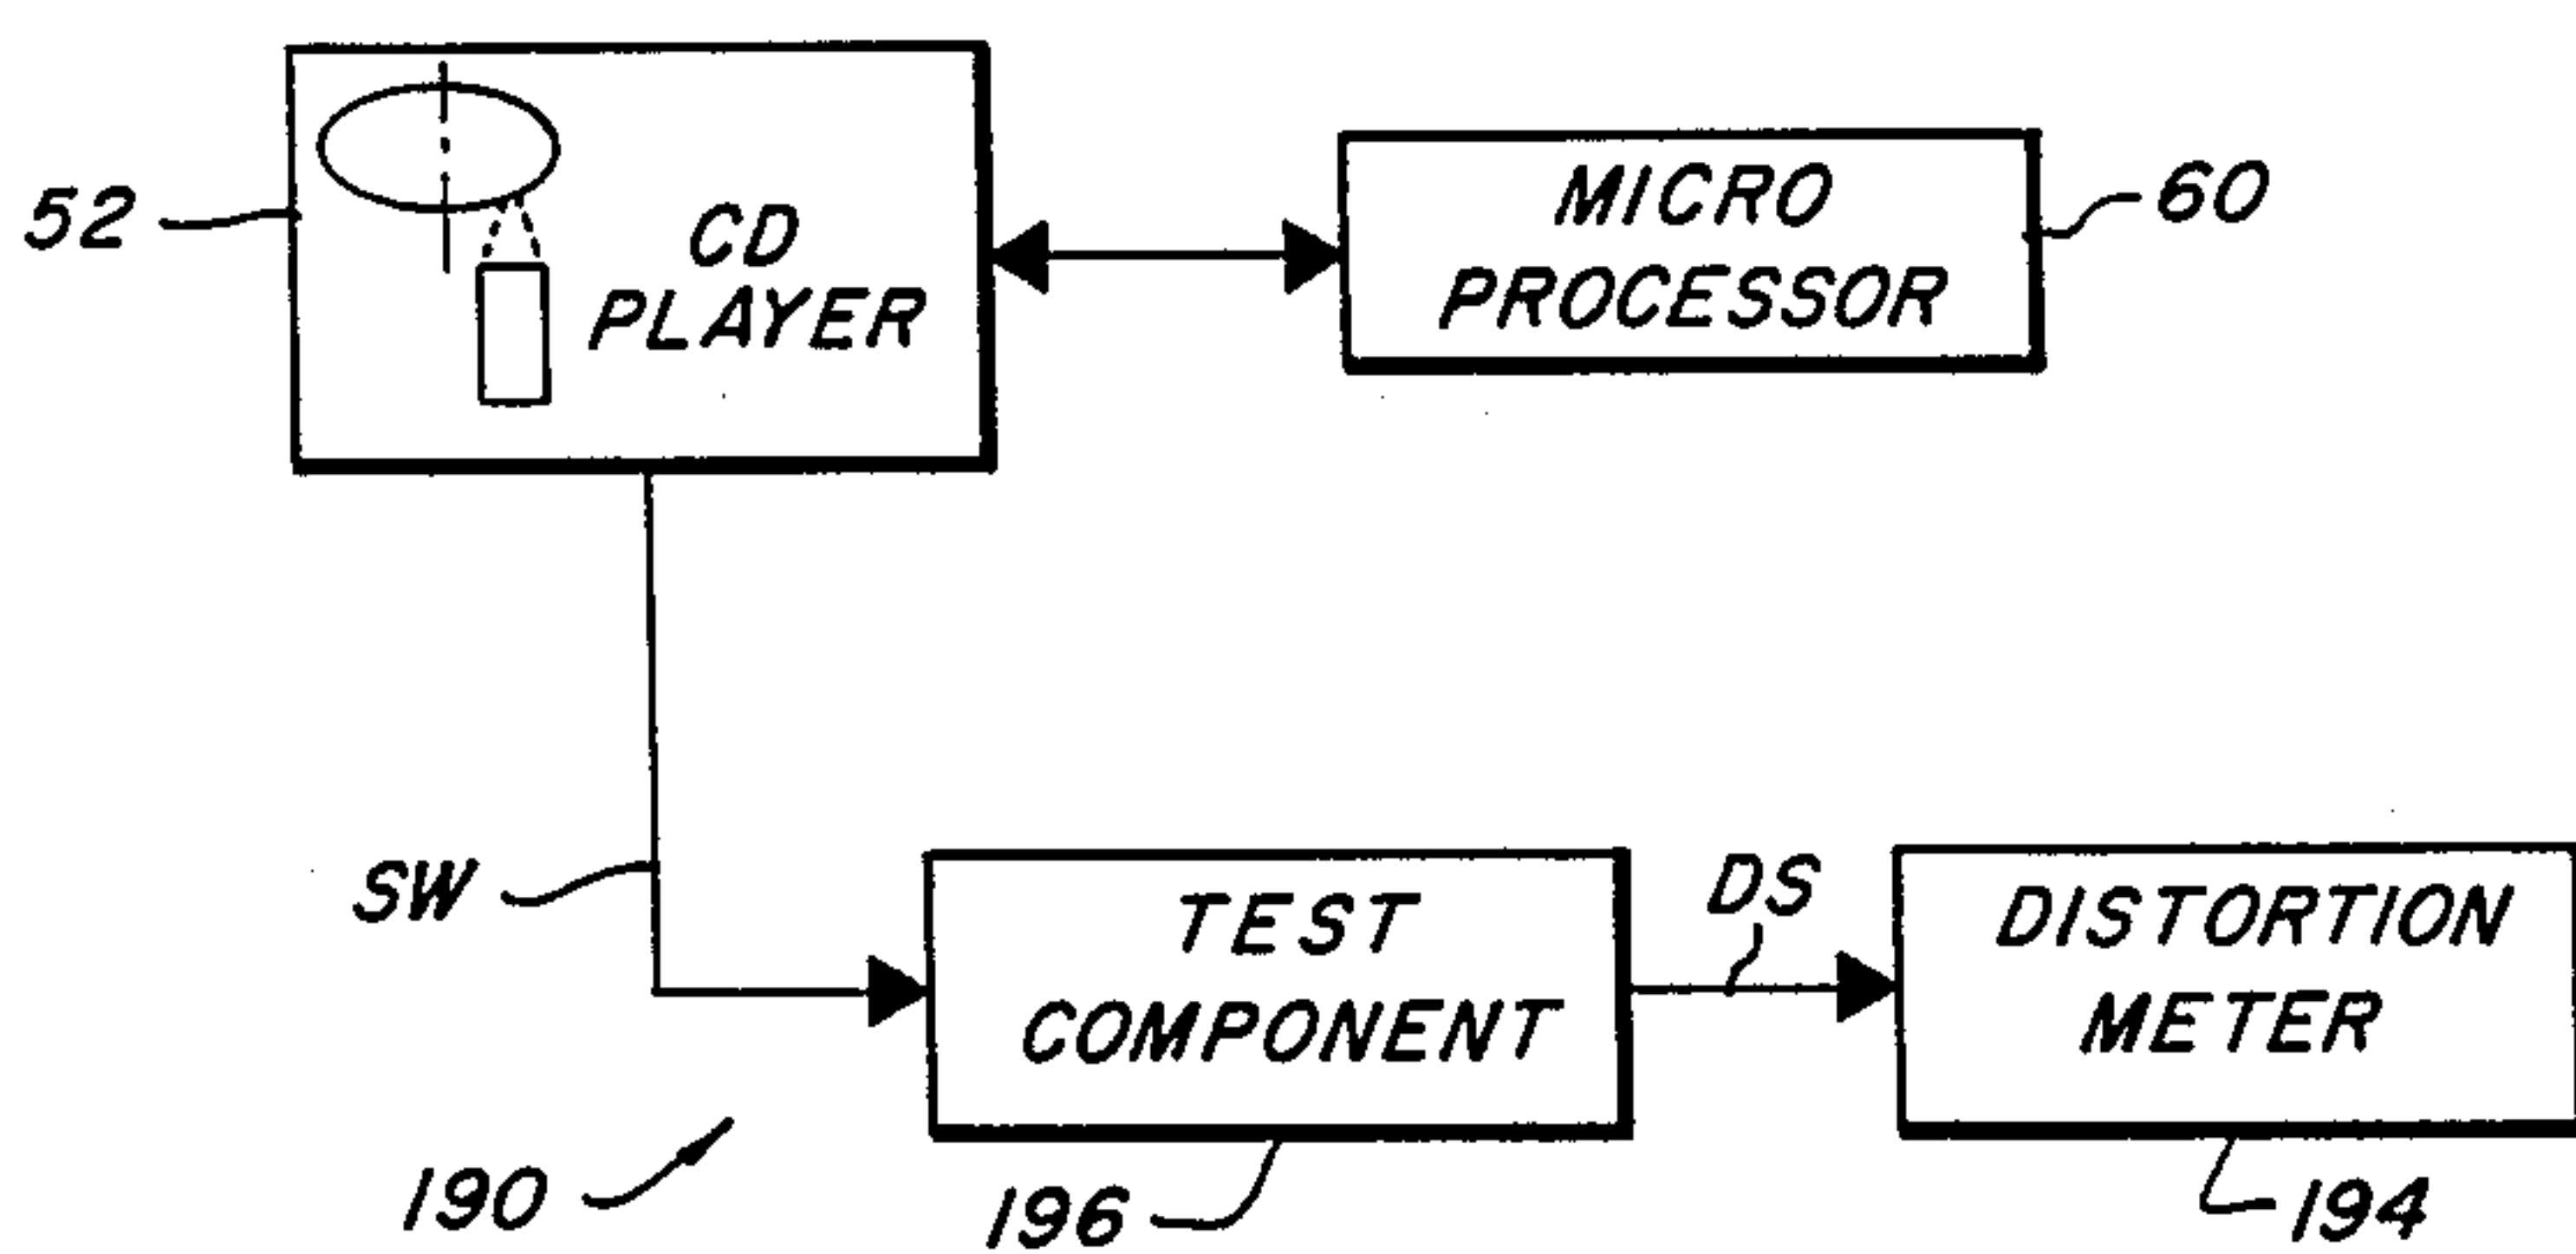 52
CD
PLAYER
MICRO
PROCESSOR
60
SW
TEST
COMPONENT
DS
DISTORTION
METER
190
196
194